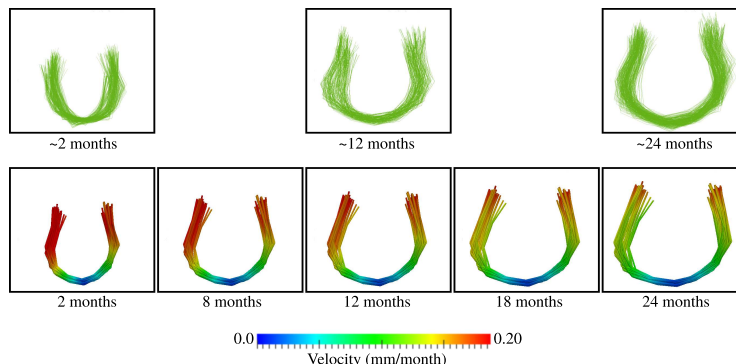 ~2 months
~12 months
~24 months
2 months
8 months
12 months
18 months
24 months
0.0
0.20
Velocity (mm/month)